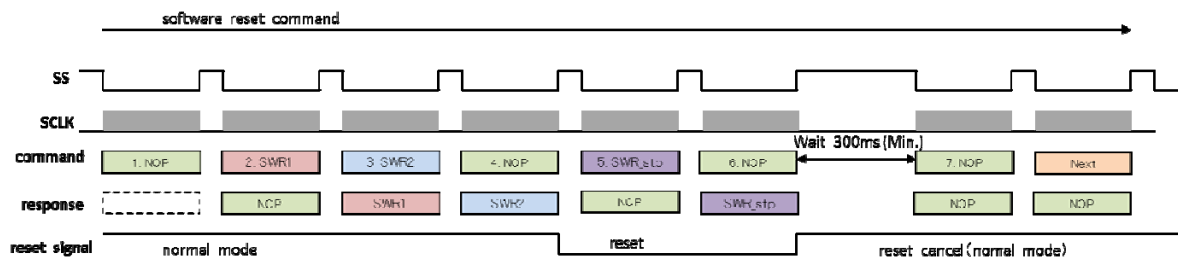 software reset command
SS
SCLK
Wait 300ms(Min.)
command 1. NOP 2. SWR1 3. SWR2 4. NOP 5. SWR_stp 6. NOP 7. NOP Next
response NOP SWR1 SWR2 NOP SWR_stp NOP NOP
reset signal normal mode reset reset cancel(normal mode)